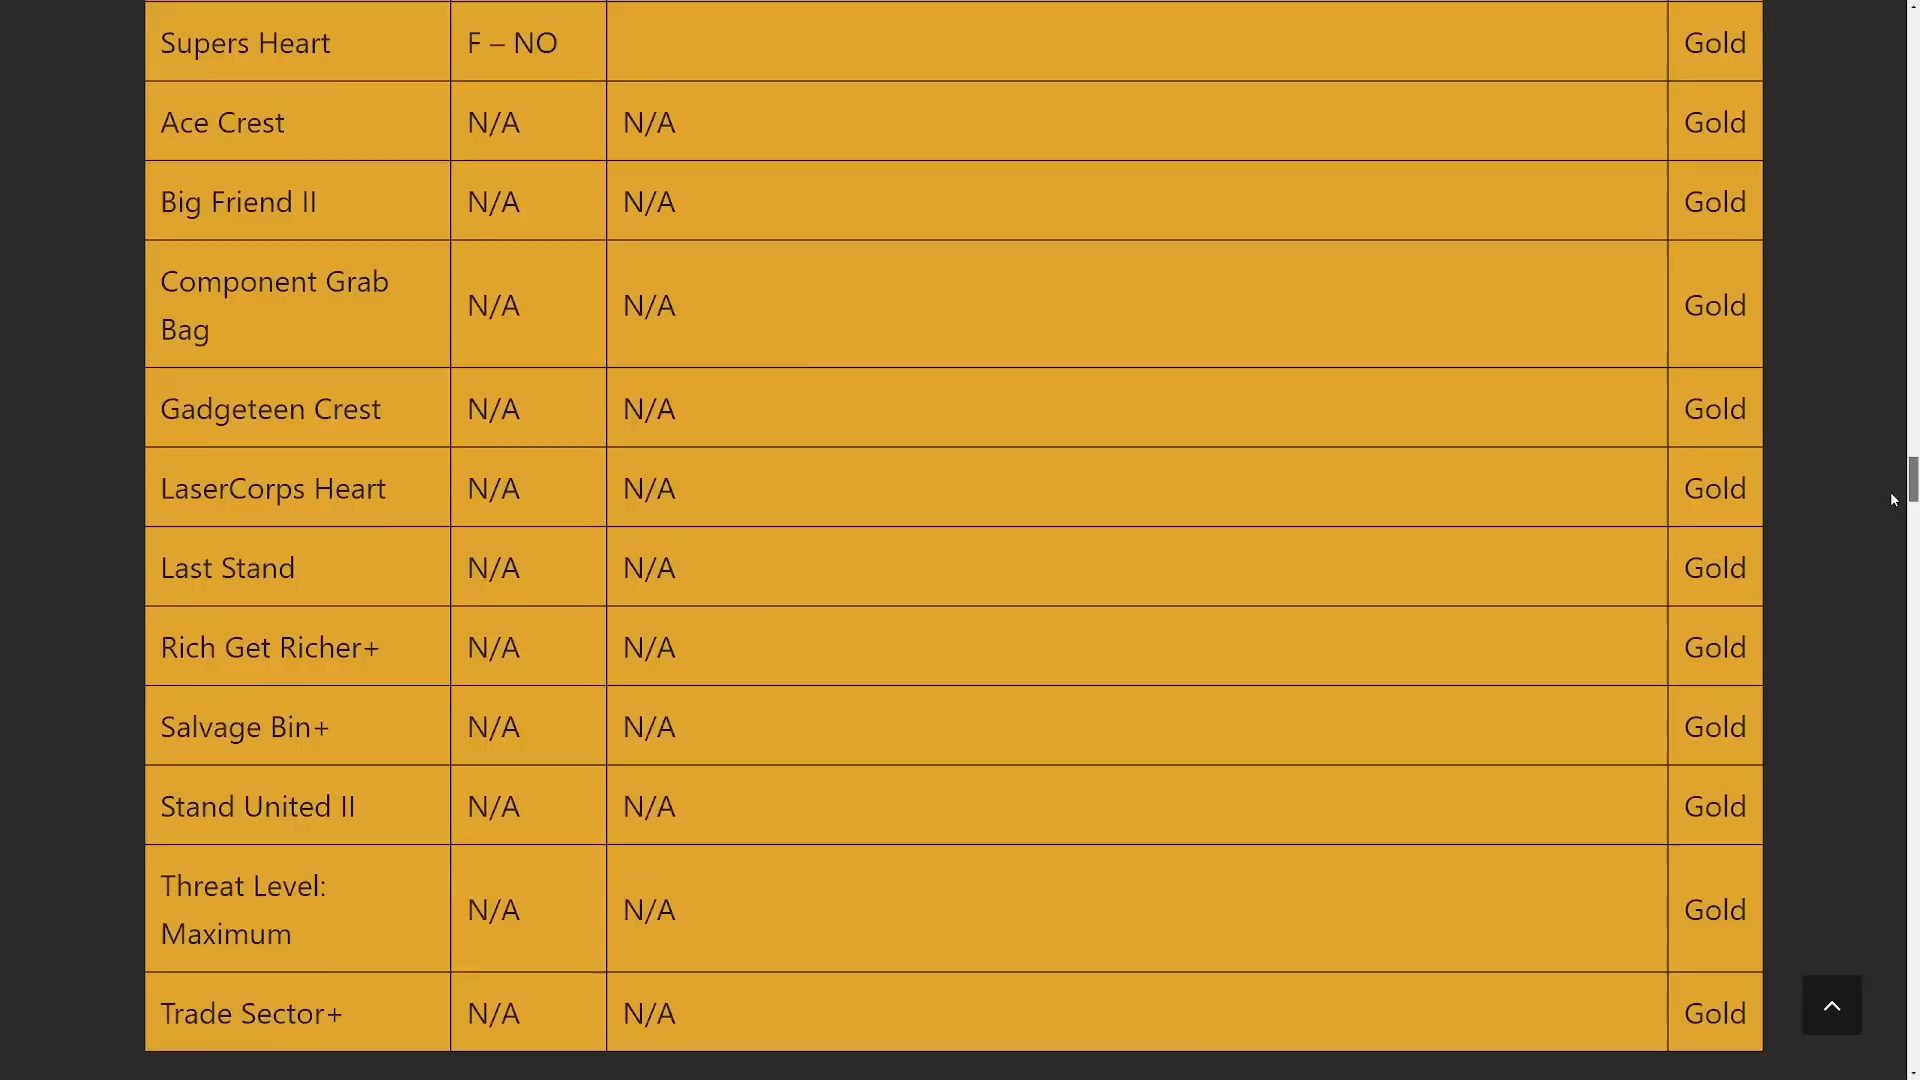 Supers Heart F – NO Gold
Ace Crest N/A N/A Gold
Big Friend II N/A N/A Gold
Component Grab
Bag N/A N/A Gold
Gadgeteen Crest N/A N/A Gold
LaserCorps Heart N/A N/A Gold
Last Stand N/A N/A Gold
Rich Get Richer+ N/A N/A Gold
Salvage Bin+ N/A N/A Gold
Stand United II N/A N/A Gold
Threat Level:
Maximum N/A N/A Gold
Trade Sector+ N/A N/A Gold